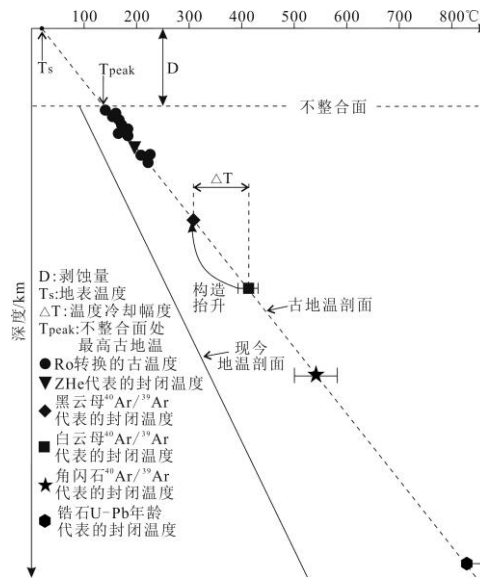 0 100 200 300 400 500 600 700 800℃
Ts
Tpeak
D
不整合面
△T
构造
抬升
古地温剖面
现今
地温剖面
深度/km
D:剥蚀量
Ts:地表温度
△T:温度冷却幅度
Tpeak:不整合面处
最高古地温
Ro转换的古温度
ZHe代表的封闭温度
黑云母⁴⁰Ar/³⁹Ar
代表的封闭温度
白云母⁴⁰Ar/³⁹Ar
代表的封闭温度
角闪石⁴⁰Ar/³⁹Ar
代表的封闭温度
锆石U-Pb年龄
代表的封闭温度